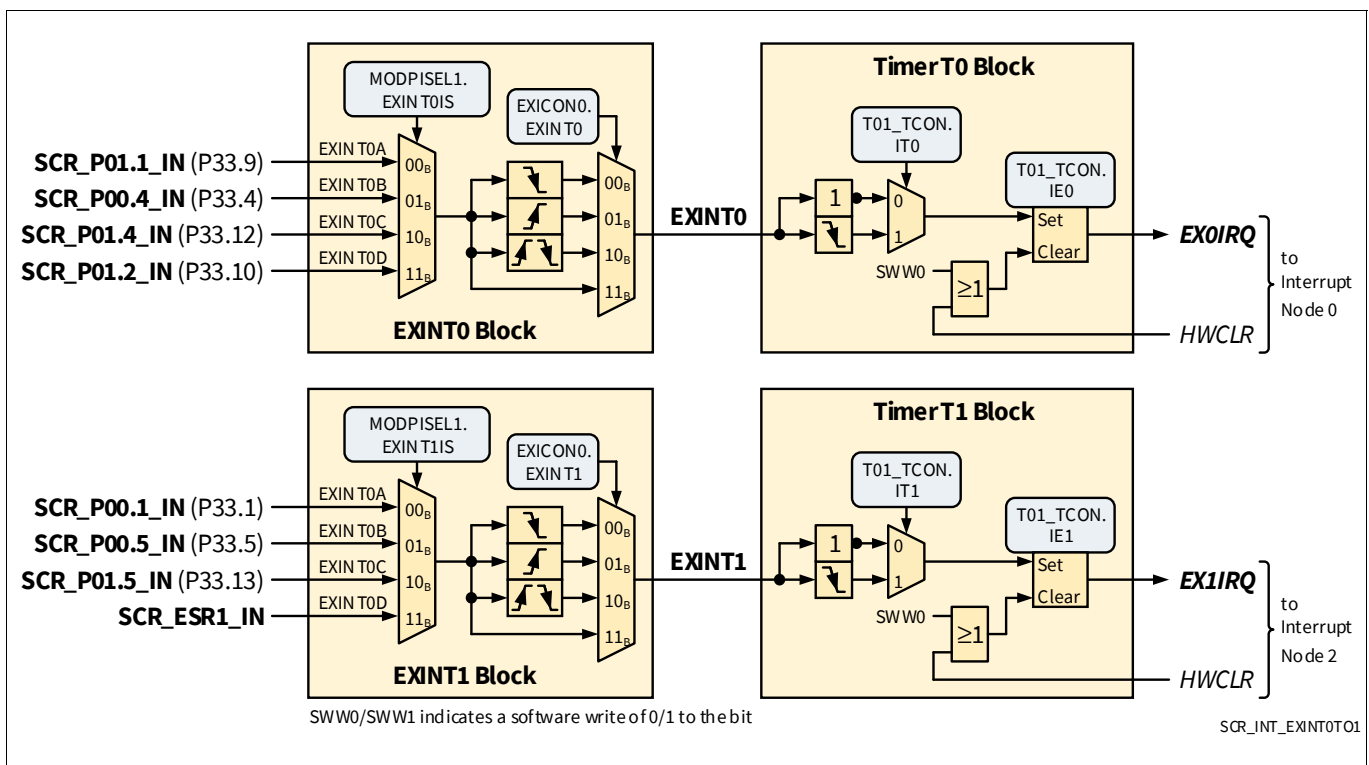 MODPISEL1.
EXINT0IS
EXICON0.
EXINT0
SCR_P01.1_IN (P33.9)
SCR_P00.4_IN (P33.4)
SCR_P01.4_IN (P33.12)
SCR_P01.2_IN (P33.10)
EXINT0A
EXINT0B
EXINT0C
EXINT0D
00B
01B
10B
11B
00B
01B
10B
11B
EXINT0 Block
EXINT0
Timer T0 Block
T01_TCON.
IT0
1
0
1
T01_TCON.
IE0
Set
Clear
SWW0
≥1
EX0IRQ
HWCLR
to
Interrupt
Node 0
MODPISEL1.
EXINT1IS
EXICON0.
EXINT1
SCR_P00.1_IN (P33.1)
SCR_P00.5_IN (P33.5)
SCR_P01.5_IN (P33.13)
SCR_ESR1_IN
EXINT0A
EXINT0B
EXINT0C
EXINT0D
00B
01B
10B
11B
00B
01B
10B
11B
EXINT1 Block
EXINT1
Timer T1 Block
T01_TCON.
IT1
1
0
1
T01_TCON.
IE1
Set
Clear
SWW0
≥1
EX1IRQ
HWCLR
to
Interrupt
Node 2
SWW0/SWW1 indicates a software write of 0/1 to the bit
SCR_INT_EXINT0TO1